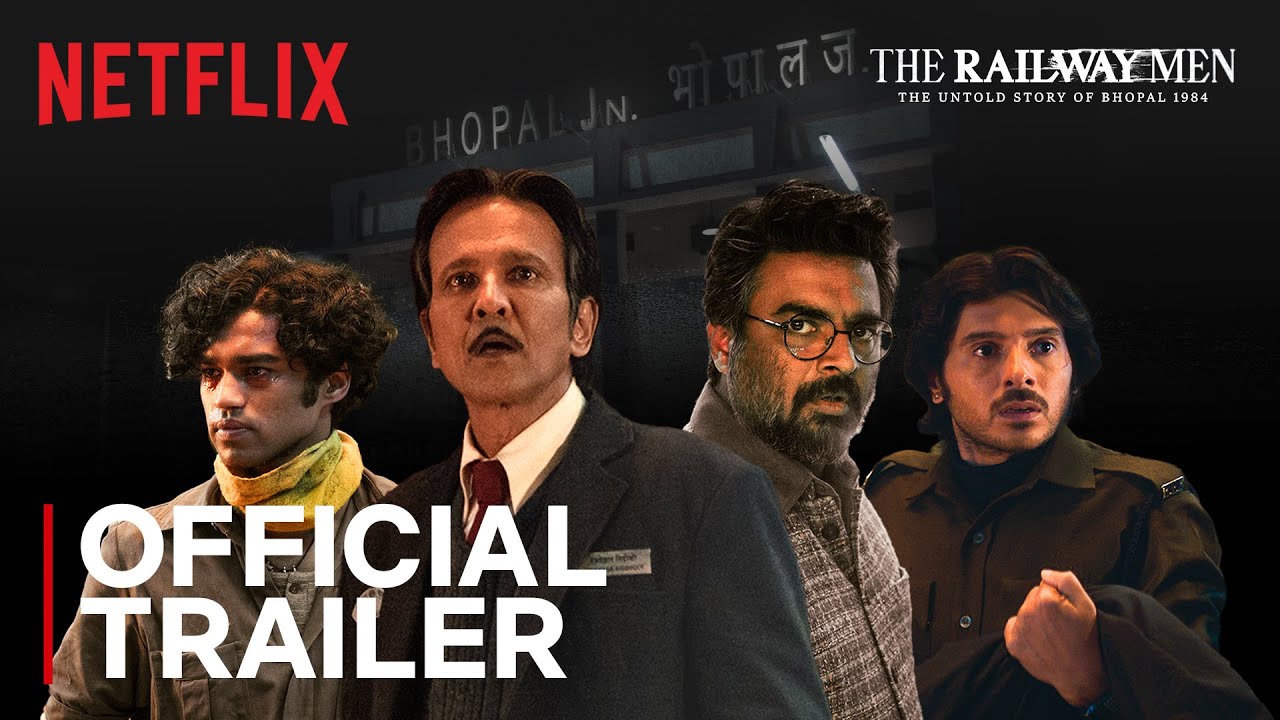 NETFLIX
THE RAILWAY MEN
THE UNTOLD STORY OF BHOPAL 1984
BHOPAL JN. भोपाल ज.
OFFICIAL
TRAILER